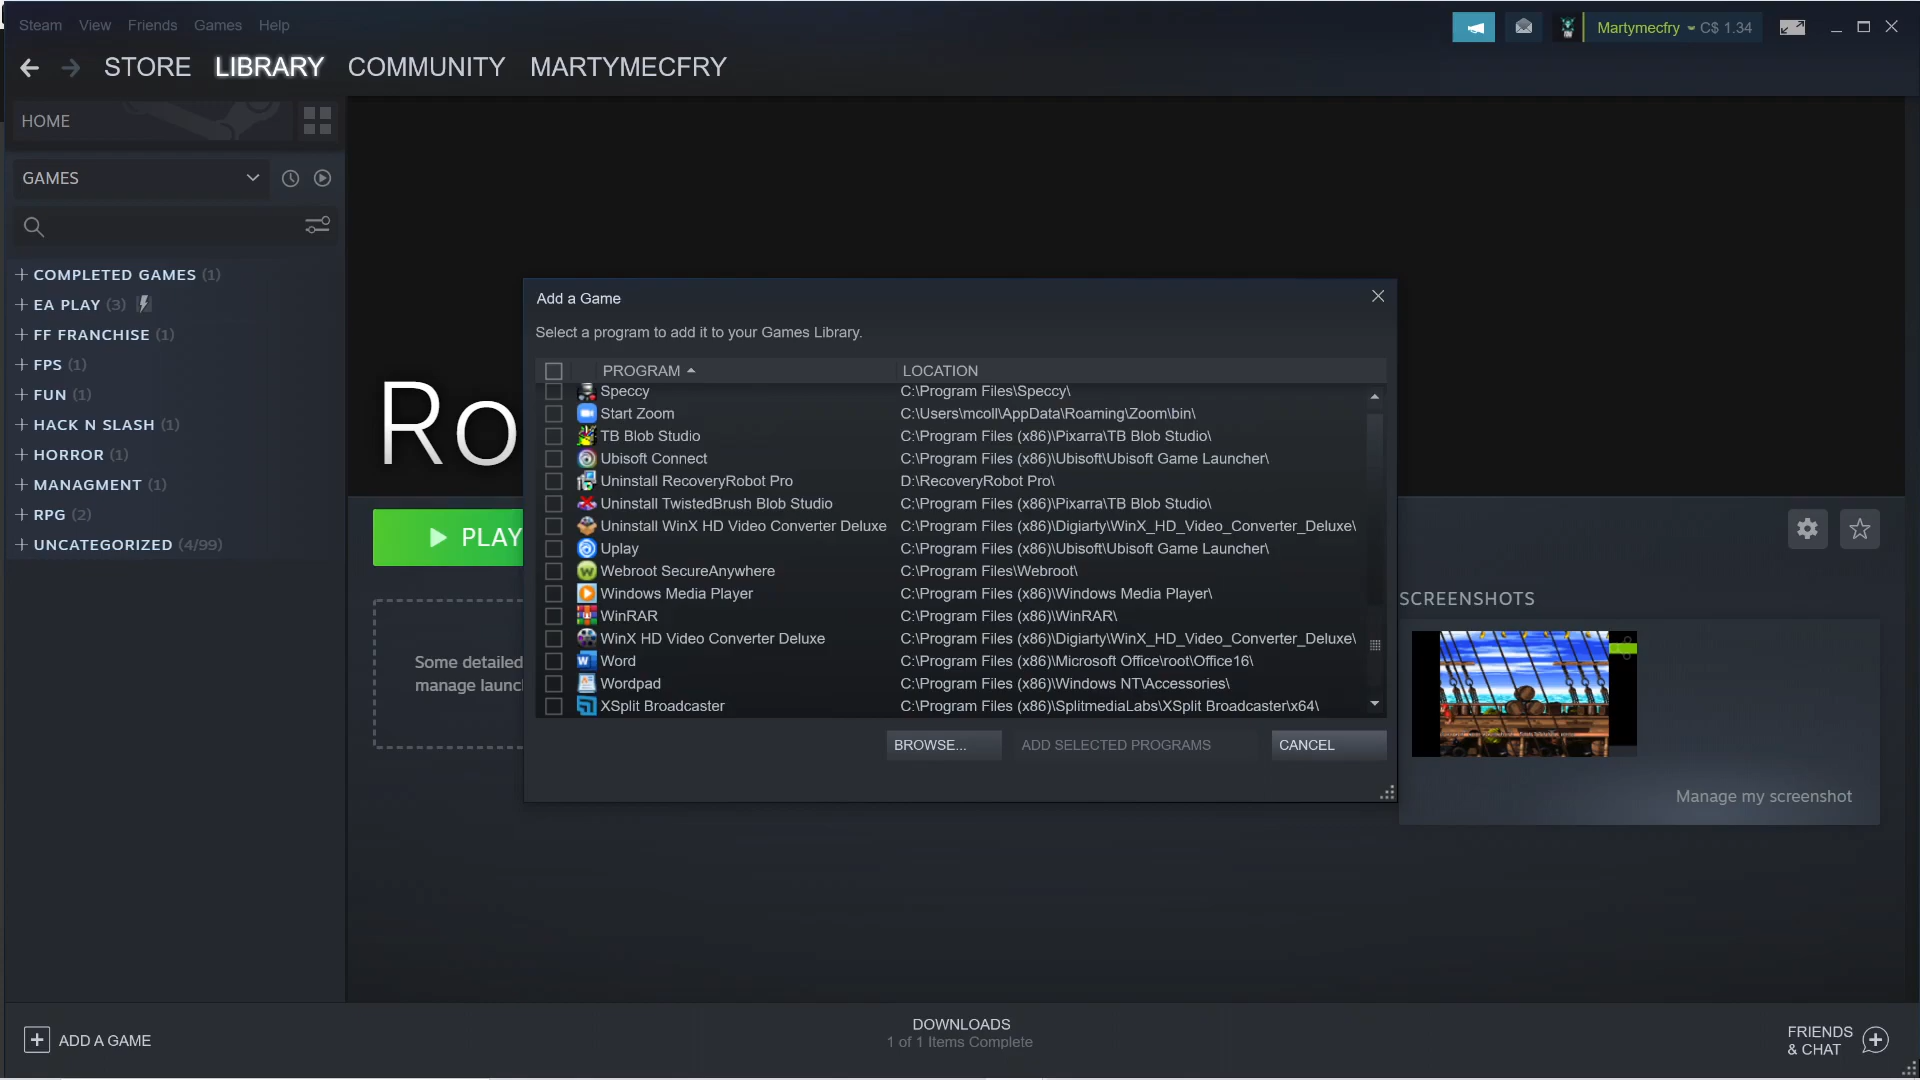 Steam View Friends Games Help
Martymecfry C$ 1.34
STORE LIBRARY COMMUNITY MARTYMECFRY
HOME
GAMES
+ COMPLETED GAMES (1)
+ EA PLAY (3)
+ FF FRANCHISE (1)
+ FPS (1)
+ FUN (1)
+ HACK N SLASH (1)
+ HORROR (1)
+ MANAGMENT (1)
+ RPG (2)
+ UNCATEGORIZED (4/99)
Ro
PLAY
Some detailed
manage launc
Add a Game
Select a program to add it to your Games Library.
PROGRAM LOCATION
Speccy C:\Program Files\Speccy\
Start Zoom C:\Users\mcoll\AppData\Roaming\Zoom\bin\
TB Blob Studio C:\Program Files (x86)\Pixarra\TB Blob Studio\
Ubisoft Connect C:\Program Files (x86)\Ubisoft\Ubisoft Game Launcher\
Uninstall RecoveryRobot Pro D:\RecoveryRobot Pro\
Uninstall TwistedBrush Blob Studio C:\Program Files (x86)\Pixarra\TB Blob Studio\
Uninstall WinX HD Video Converter Deluxe C:\Program Files (x86)\Digiarty\WinX_HD_Video_Converter_Deluxe\
Uplay C:\Program Files (x86)\Ubisoft\Ubisoft Game Launcher\
Webroot SecureAnywhere C:\Program Files\Webroot\
Windows Media Player C:\Program Files (x86)\Windows Media Player\
WinRAR C:\Program Files (x86)\WinRAR\
WinX HD Video Converter Deluxe C:\Program Files (x86)\Digiarty\WinX_HD_Video_Converter_Deluxe\
Word C:\Program Files (x86)\Microsoft Office\root\Office16\
Wordpad C:\Program Files (x86)\Windows NT\Accessories\
XSplit Broadcaster C:\Program Files (x86)\SplitmediaLabs\XSplit Broadcaster\x64\
BROWSE... ADD SELECTED PROGRAMS CANCEL
SCREENSHOTS
Manage my screenshot
ADD A GAME
DOWNLOADS
1 of 1 Items Complete
FRIENDS
& CHAT